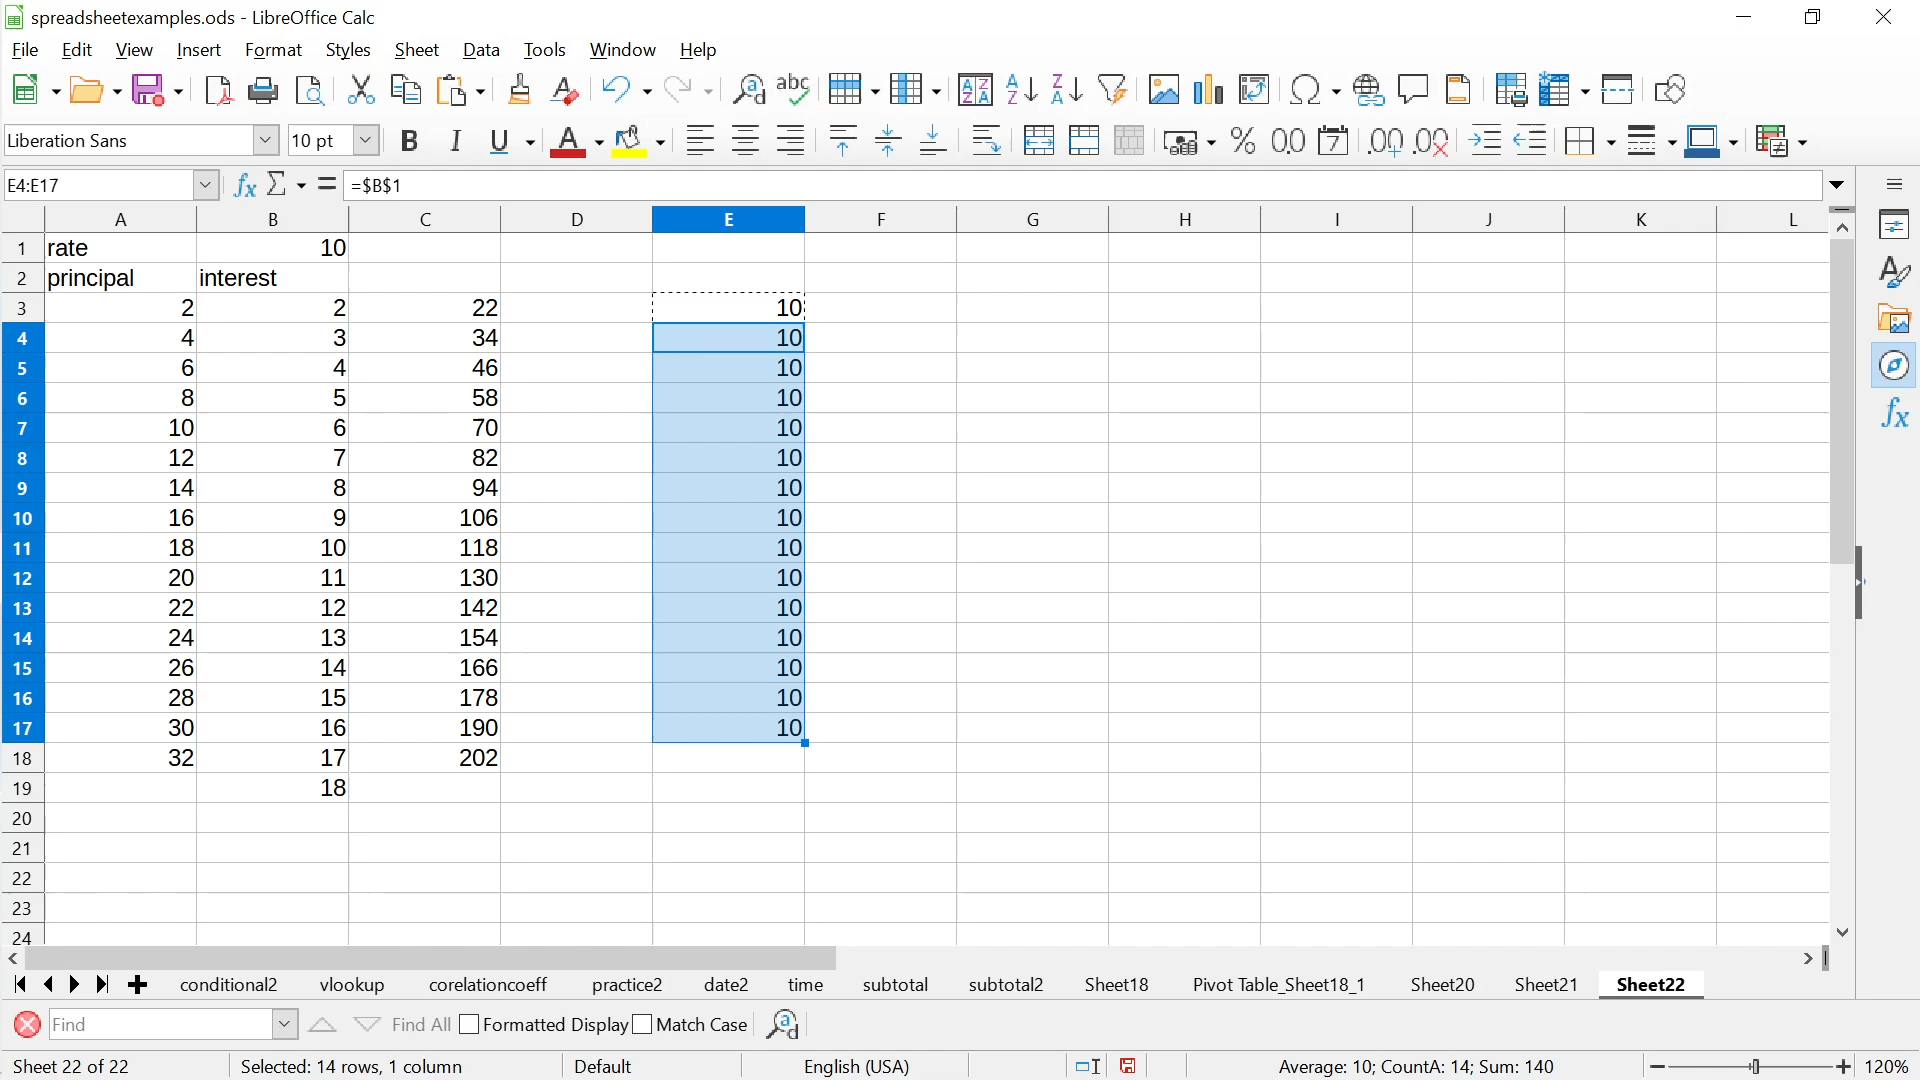 spreadsheetexamples.ods - LibreOffice Calc
File Edit View Insert Format Styles Sheet Data Tools Window Help
Liberation Sans 10 pt
E4:E17 =$B$1
A B C D E F G H I J K L
1 rate 10
2 principal interest
3 2 2 22 10
4 4 3 34 10
5 6 4 46 10
6 8 5 58 10
7 10 6 70 10
8 12 7 82 10
9 14 8 94 10
10 16 9 106 10
11 18 10 118 10
12 20 11 130 10
13 22 12 142 10
14 24 13 154 10
15 26 14 166 10
16 28 15 178 10
17 30 16 190 10
18 32 17 202
19 18
20
21
22
23
24
conditional2 vlookup corelationcoeff practice2 date2 time subtotal subtotal2 Sheet18 Pivot Table_Sheet18_1 Sheet20 Sheet21 Sheet22
Find Find All Formatted Display Match Case
Sheet 22 of 22 Selected: 14 rows, 1 column Default English (USA) Average: 10; CountA: 14; Sum: 140 120%